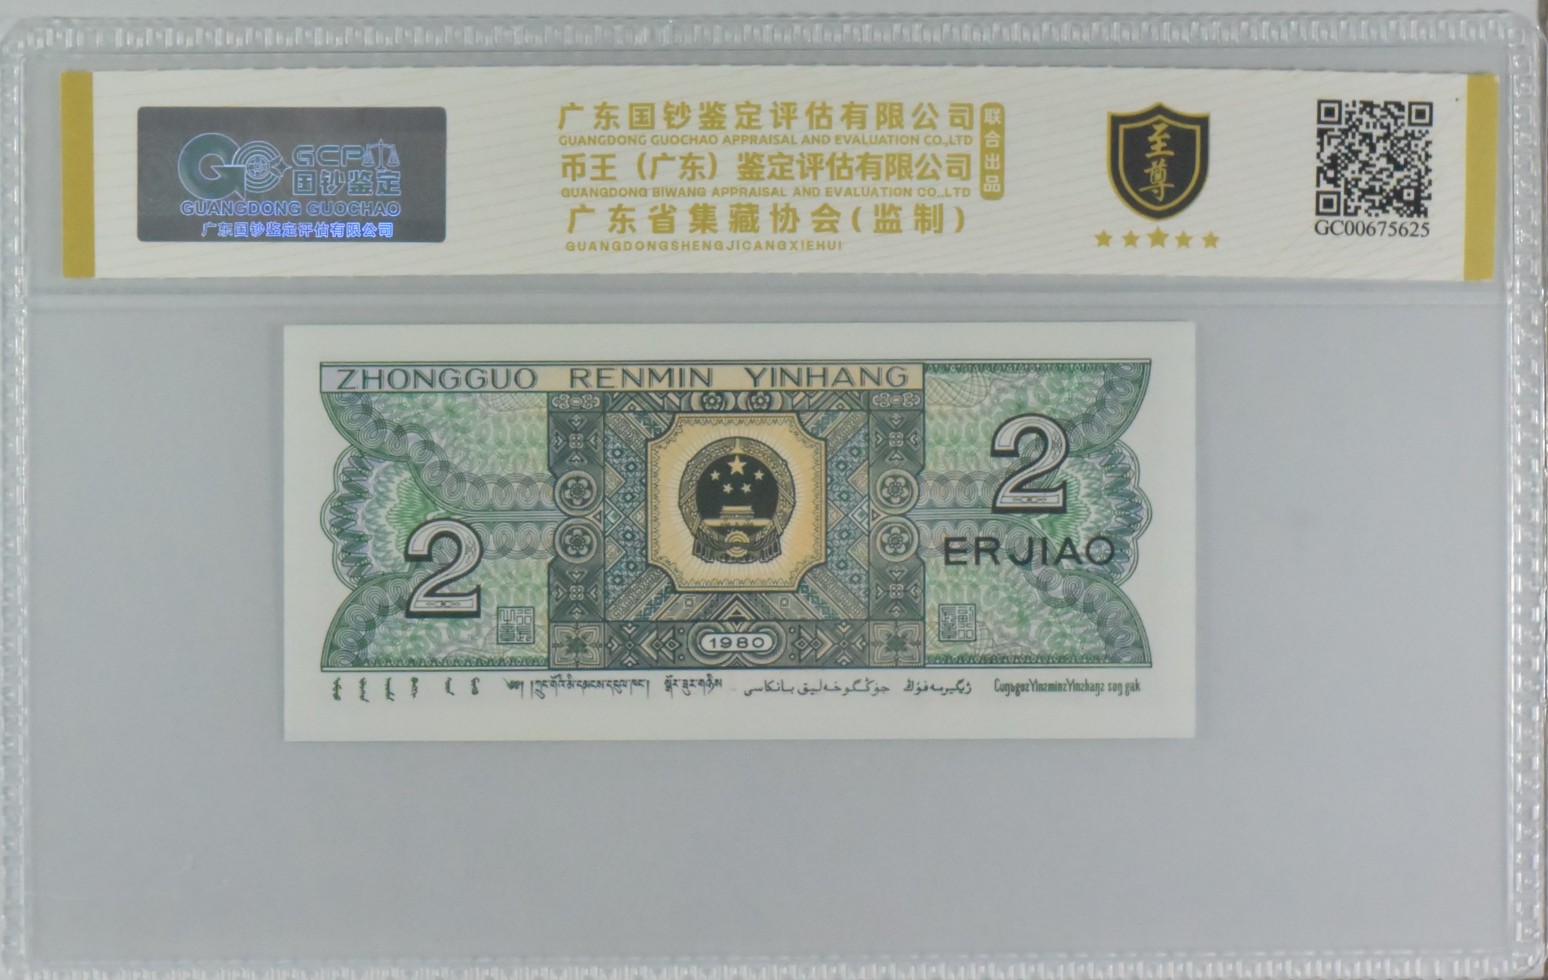 GCP
国钞鉴定
GUANGDONG GUOCHAO
广东国钞鉴定评估有限公司
广东国钞鉴定评估有限公司
GUANGDONG GUOCHAO APPRAISAL AND EVALUATION CO.,LTD
币王（广东）鉴定评估有限公司
GUANGDONG BIWANG APPRAISAL AND EVALUATION CO.,LTD
广东省集藏协会(监制)
GUANGDONGSHENGJICANGXIEHUI
联合出品
至尊
GC00675625
ZHONGGUO RENMIN YINHANG
2
2
ERJIAO
1980